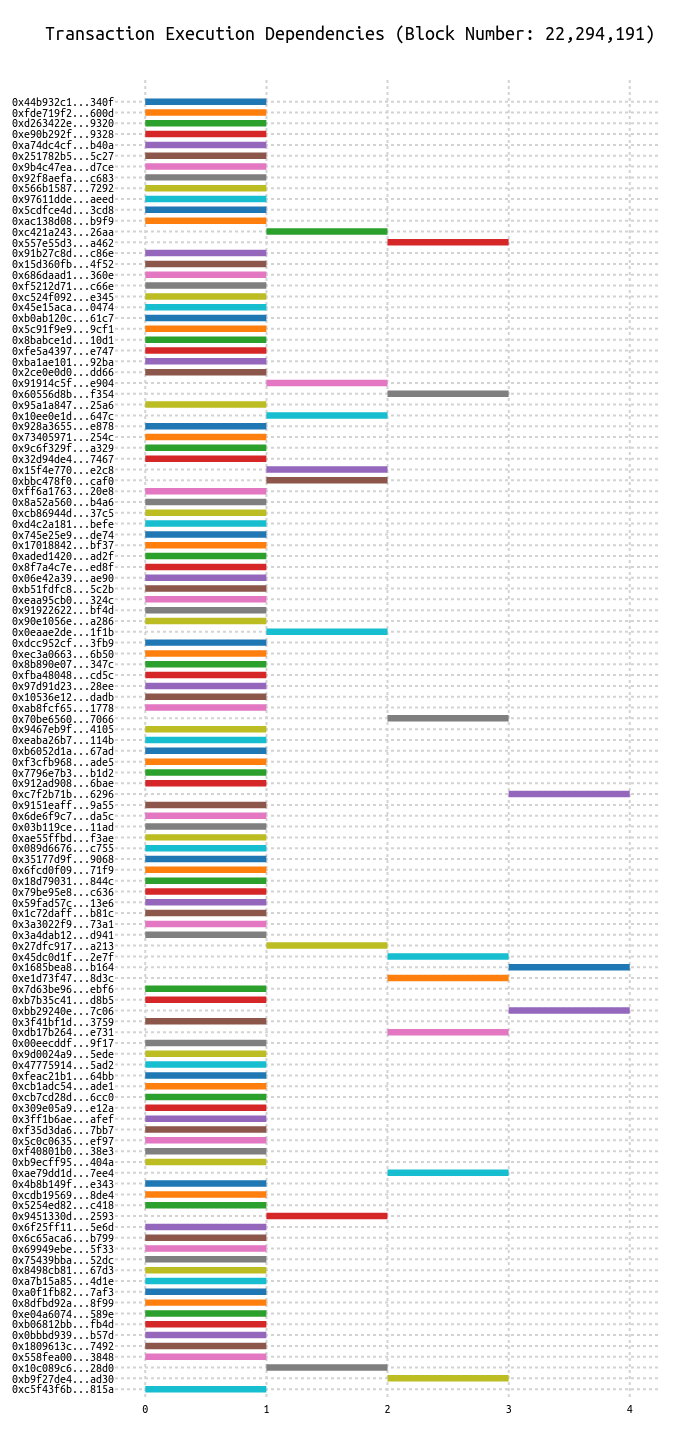 Transaction Execution Dependencies (Block Number: 22,294,191)
0x44b932c1...340f
0xfde719f2...600d
0xd263422e...9320
0xe90b292f...9328
0xa74dc4cf...b40a
0x251782b5...5c27
0x9b4c47ea...d7ce
0x92f8aefa...c683
0x566b1587...7292
0x97611dde...aeed
0x5cdfce4d...3cd8
0xac138d08...b9f9
0xc421a243...26aa
0x557e55d3...a462
0x91b27c8d...c86e
0x15d360fb...4f52
0x686daad1...360e
0xf5212d71...c66e
0xc524f092...e345
0x45e15aca...0474
0xb0ab120c...61c7
0x5c91f9e9...9cf1
0x8babce1d...10d1
0xfe5a4397...e747
0xba1ae101...92ba
0x2ce0e0d0...dd66
0x91914c5f...e904
0x60556d8b...f354
0x95a1a847...25a6
0x10ee0e1d...647c
0x928a3655...e878
0x73405971...254c
0x9c6f329f...a329
0x32d94de4...7467
0x15f4e770...e2c8
0xbbc478f0...caf0
0xff6a1763...20e8
0x8a52a560...b4a6
0xcb86944d...37c5
0xd4c2a181...befe
0x745e25e9...de74
0x17018842...bf37
0xaded1420...ad2f
0x8f7a4c7e...ed8f
0x06e42a39...ae90
0xb51fdfc8...5c2b
0xeaa95cb0...324c
0x91922622...bf4d
0x90e1056e...a286
0x0eaae2de...1f1b
0xdcc952cf...3fb9
0xec3a0663...6b50
0x8b890e07...347c
0xfba48048...cd5c
0x97d91d23...28ee
0x10536e12...dadb
0xab8fcf65...1778
0x70be6560...7066
0x9467eb9f...4105
0xeaba26b7...114b
0xb6052d1a...67ad
0xf3cfb968...ade5
0x7796e7b3...b1d2
0x912ad908...6bae
0xc7f2b71b...6296
0x9151eaff...9a55
0x6de6f9c7...da5c
0x03b119ce...11ad
0xae55ffbd...f3ae
0x089d6676...c755
0x35177d9f...9068
0x6fcd0f09...71f9
0x18d79031...844c
0x79be95e8...c636
0x59fad57c...13e6
0x1c72daff...b81c
0x3a3022f9...73a1
0x3a4dab12...d941
0x27dfc917...a213
0x45dc0d1f...2e7f
0x1685bea8...b164
0xe1d73f47...8d3c
0x7d63be96...ebf6
0xb7b35c41...d8b5
0xbb29240e...7c06
0x3f41bf1d...3759
0xdb17b264...e731
0x00eecddf...9f17
0x9d0024a9...5ede
0x47775914...5ad2
0xfeac21b1...64bb
0xcb1adc54...ade1
0xcb7cd28d...6cc0
0x309e05a9...e12a
0x3ff1b6ae...afef
0xf35d3da6...7bb7
0x5c0c0635...ef97
0xf40801b0...38e3
0xb9ecff95...404a
0xae79dd1d...7ee4
0x4b8b149f...e343
0xcdb19569...8de4
0x5254ed82...c418
0x9451330d...2593
0x6f25ff11...5e6d
0x6c65aca6...b799
0x69949ebe...5f33
0x75439bba...52dc
0x8498cb81...67d3
0xa7b15a85...4d1e
0xa0f1fb82...7af3
0x8dfbd92a...8f99
0xe04a6074...589e
0xb06812bb...fb4d
0x0bbbd939...b57d
0x1809613c...7492
0x558fea00...3848
0x10c089c6...28d0
0xb9f27de4...ad30
0xc5f43f6b...815a
0 1 2 3 4